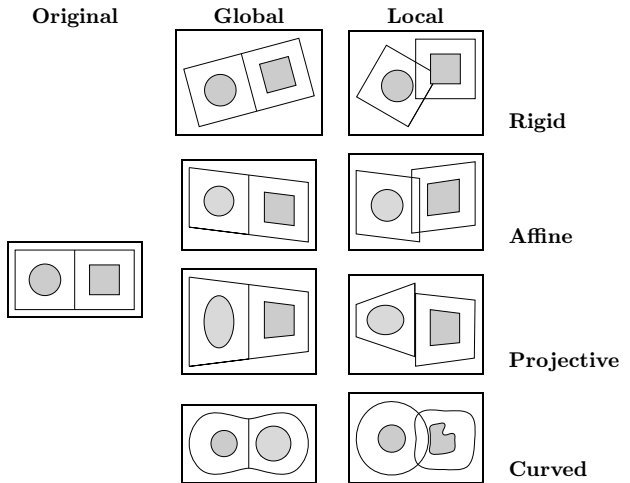 Original Global Local
Rigid
Affine
Projective
Curved